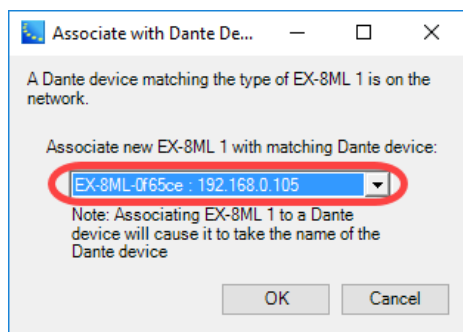 Associate with Dante De...
A Dante device matching the type of EX-8ML 1 is on the
network.
Associate new EX-8ML 1 with matching Dante device:
EX-8ML-0f65ce : 192.168.0.105
Note: Associating EX-8ML 1 to a Dante
device will cause it to take the name of the
Dante device
OK Cancel